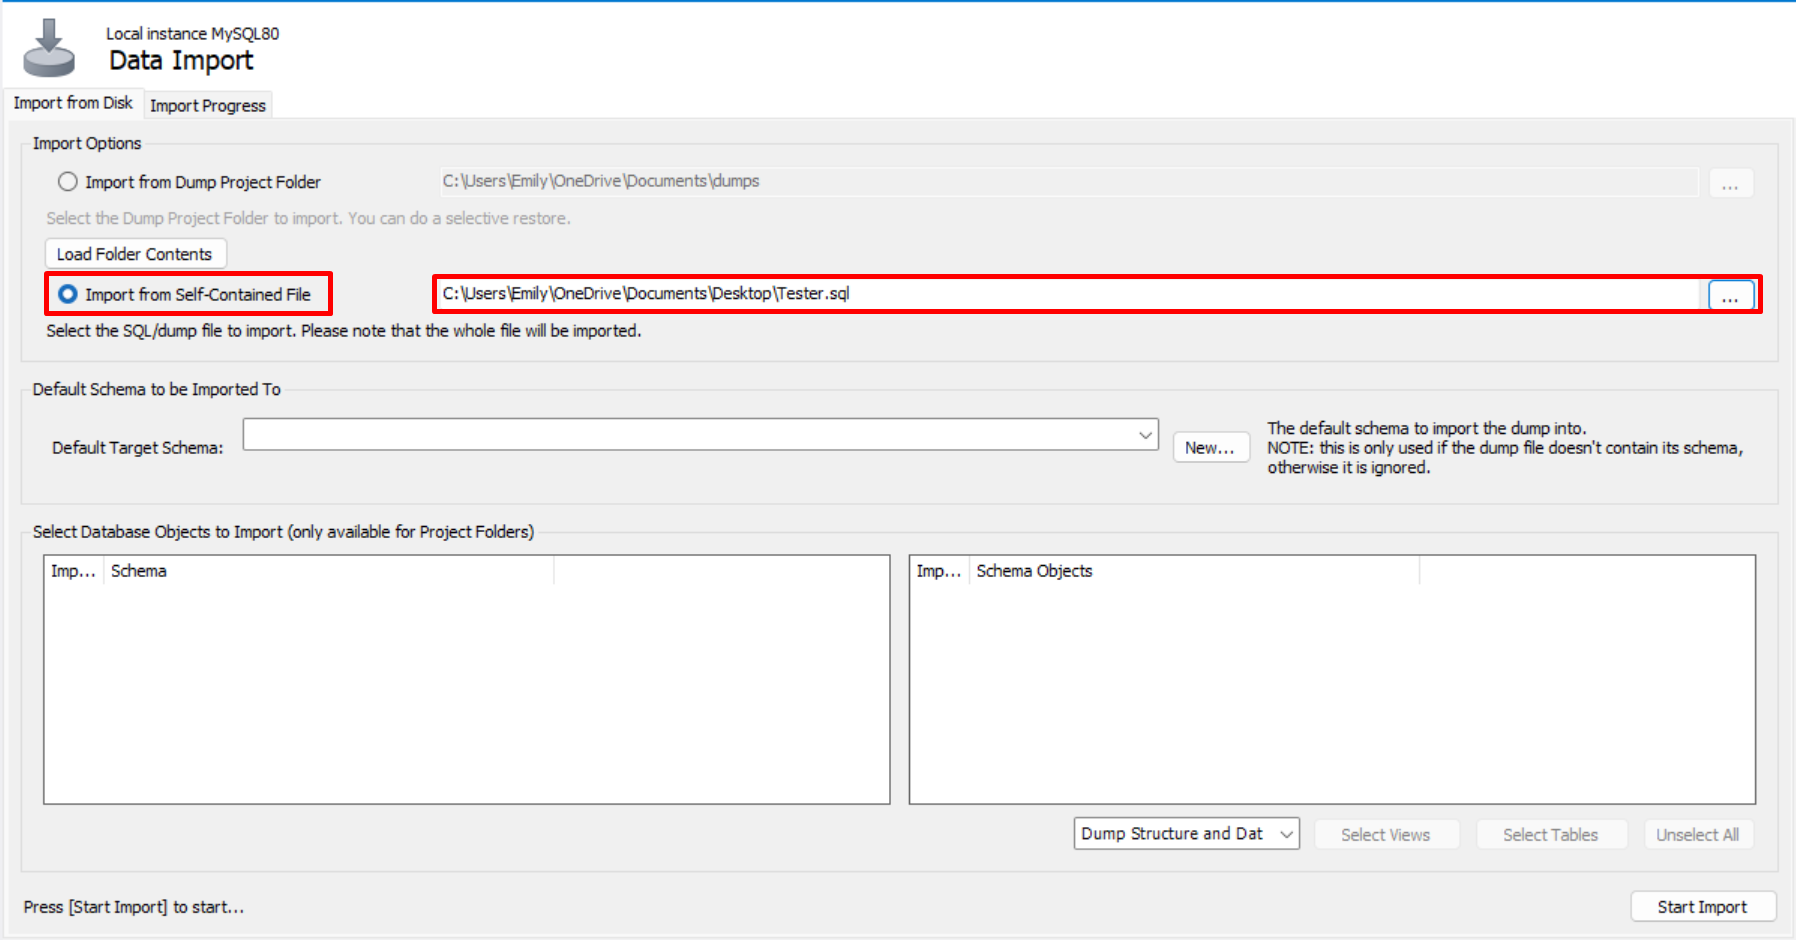 Local instance MySQL80
Data Import
Import from Disk Import Progress
Import Options
Import from Dump Project Folder C:\Users\Emily\OneDrive\Documents\dumps ...
Select the Dump Project Folder to import. You can do a selective restore.
Load Folder Contents
Import from Self-Contained File C:\Users\Emily\OneDrive\Documents\Desktop\Tester.sql ...
Select the SQL/dump file to import. Please note that the whole file will be imported.
Default Schema to be Imported To
Default Target Schema: New...
The default schema to import the dump into.
NOTE: this is only used if the dump file doesn't contain its schema,
otherwise it is ignored.
Select Database Objects to Import (only available for Project Folders)
Imp... Schema Imp... Schema Objects
Dump Structure and Dat Select Views Select Tables Unselect All
Press [Start Import] to start... Start Import